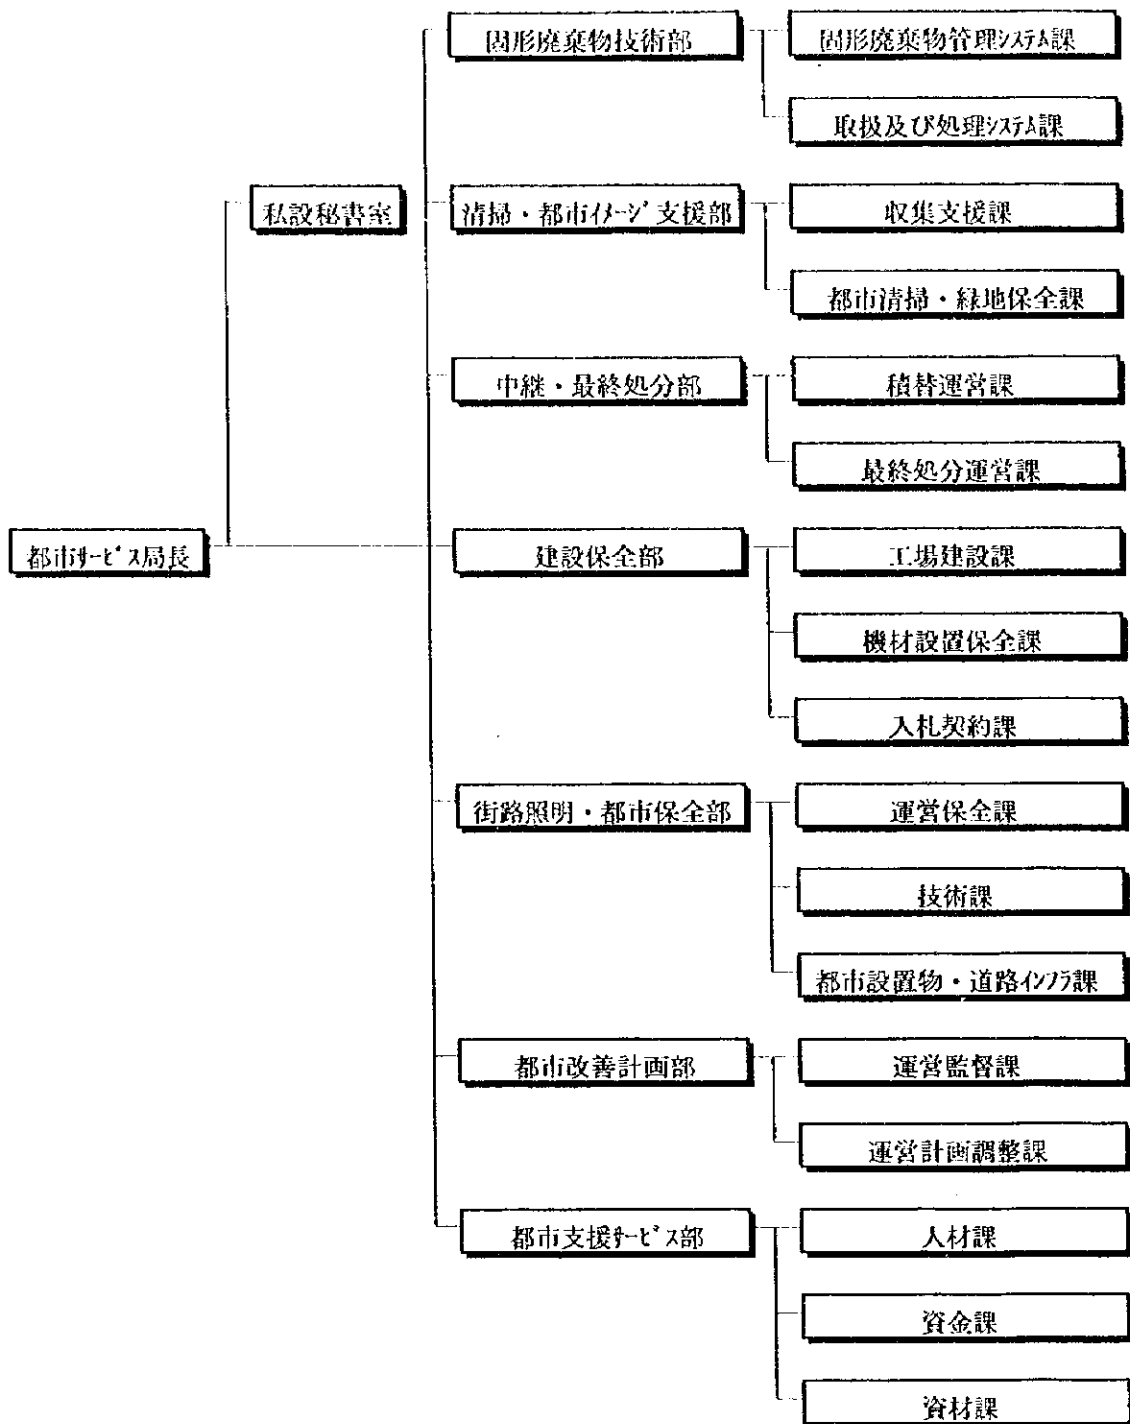 固形廃棄物技術部
固形廃棄物管理ｼｽﾃﾑ課
取扱及び処理ｼｽﾃﾑ課
私設秘書室
清掃・都市ｲﾒｰｼﾞ支援部
収集支援課
都市清掃・緑地保全課
中継・最終処分部
積替運営課
最終処分運営課
都市ｻｰﾋﾞｽ局長
建設保全部
工場建設課
機材設置保全課
入札契約課
街路照明・都市保全部
運営保全課
技術課
都市設置物・道路ｲﾝﾌﾗ課
都市改善計画部
運営監督課
運営計画調整課
都市支援ｻｰﾋﾞｽ部
人材課
資金課
資材課